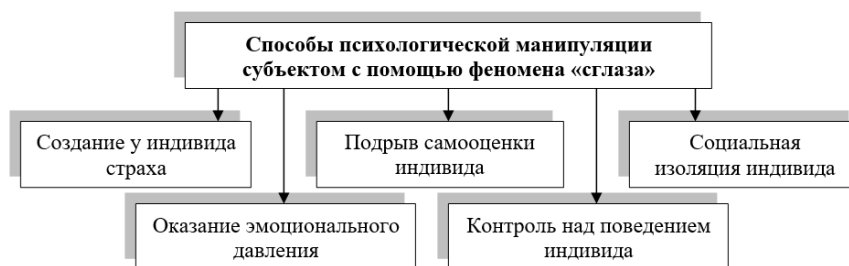 Способы психологической манипуляции
субъектом с помощью феномена «сглаза»
Создание у индивида
страха
Подрыв самооценки
индивида
Социальная
изоляция индивида
Оказание эмоционального
давления
Контроль над поведением
индивида